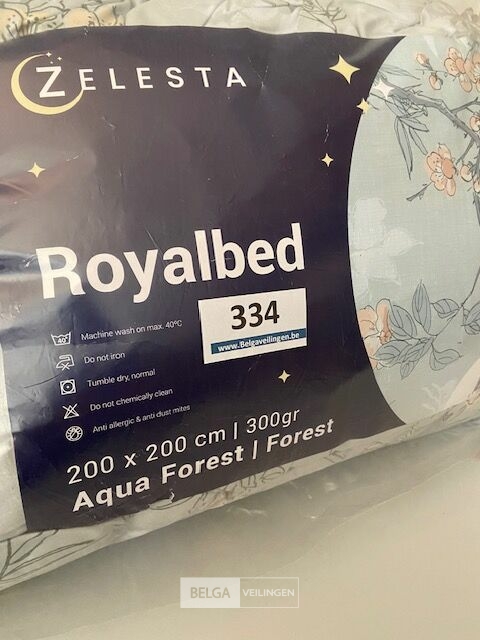 ZELESTA
Royalbed
334
www.Belgaveilingen.be
40°
Machine wash on max. 40°C
Do not iron
Tumble dry, normal
Do not chemically clean
Anti allergic & anti dust mites
200 x 200 cm | 300gr
Aqua Forest | Forest
BELGA VEILINGEN